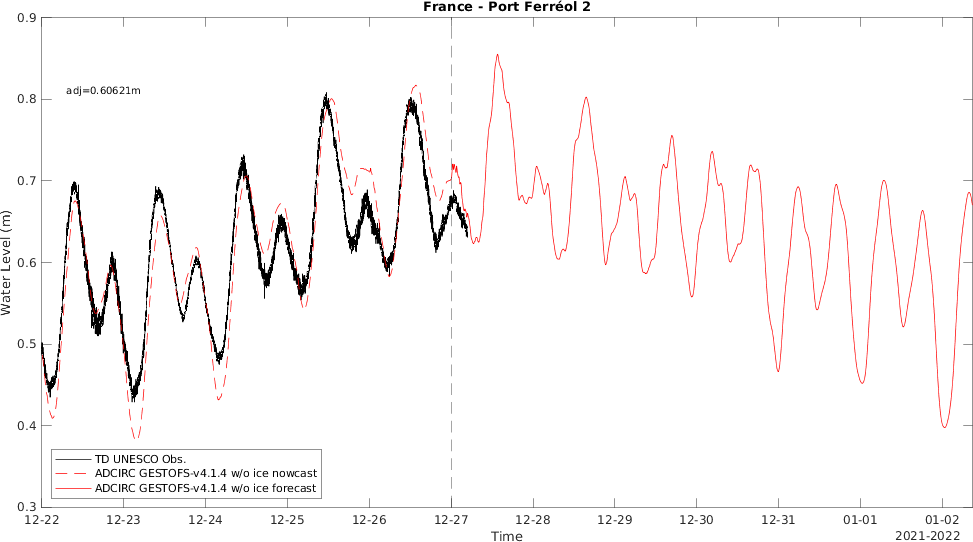 France - Port Ferréol 2
0.9
0.8
0.7
0.6
0.5
0.4
0.3
Water Level (m)
adj=0.60621m
TD UNESCO Obs.
ADCIRC GESTOFS-v4.1.4 w/o ice nowcast
ADCIRC GESTOFS-v4.1.4 w/o ice forecast
12-22 12-23 12-24 12-25 12-26 12-27 12-28 12-29 12-30 12-31 01-01 01-02
Time
2021-2022